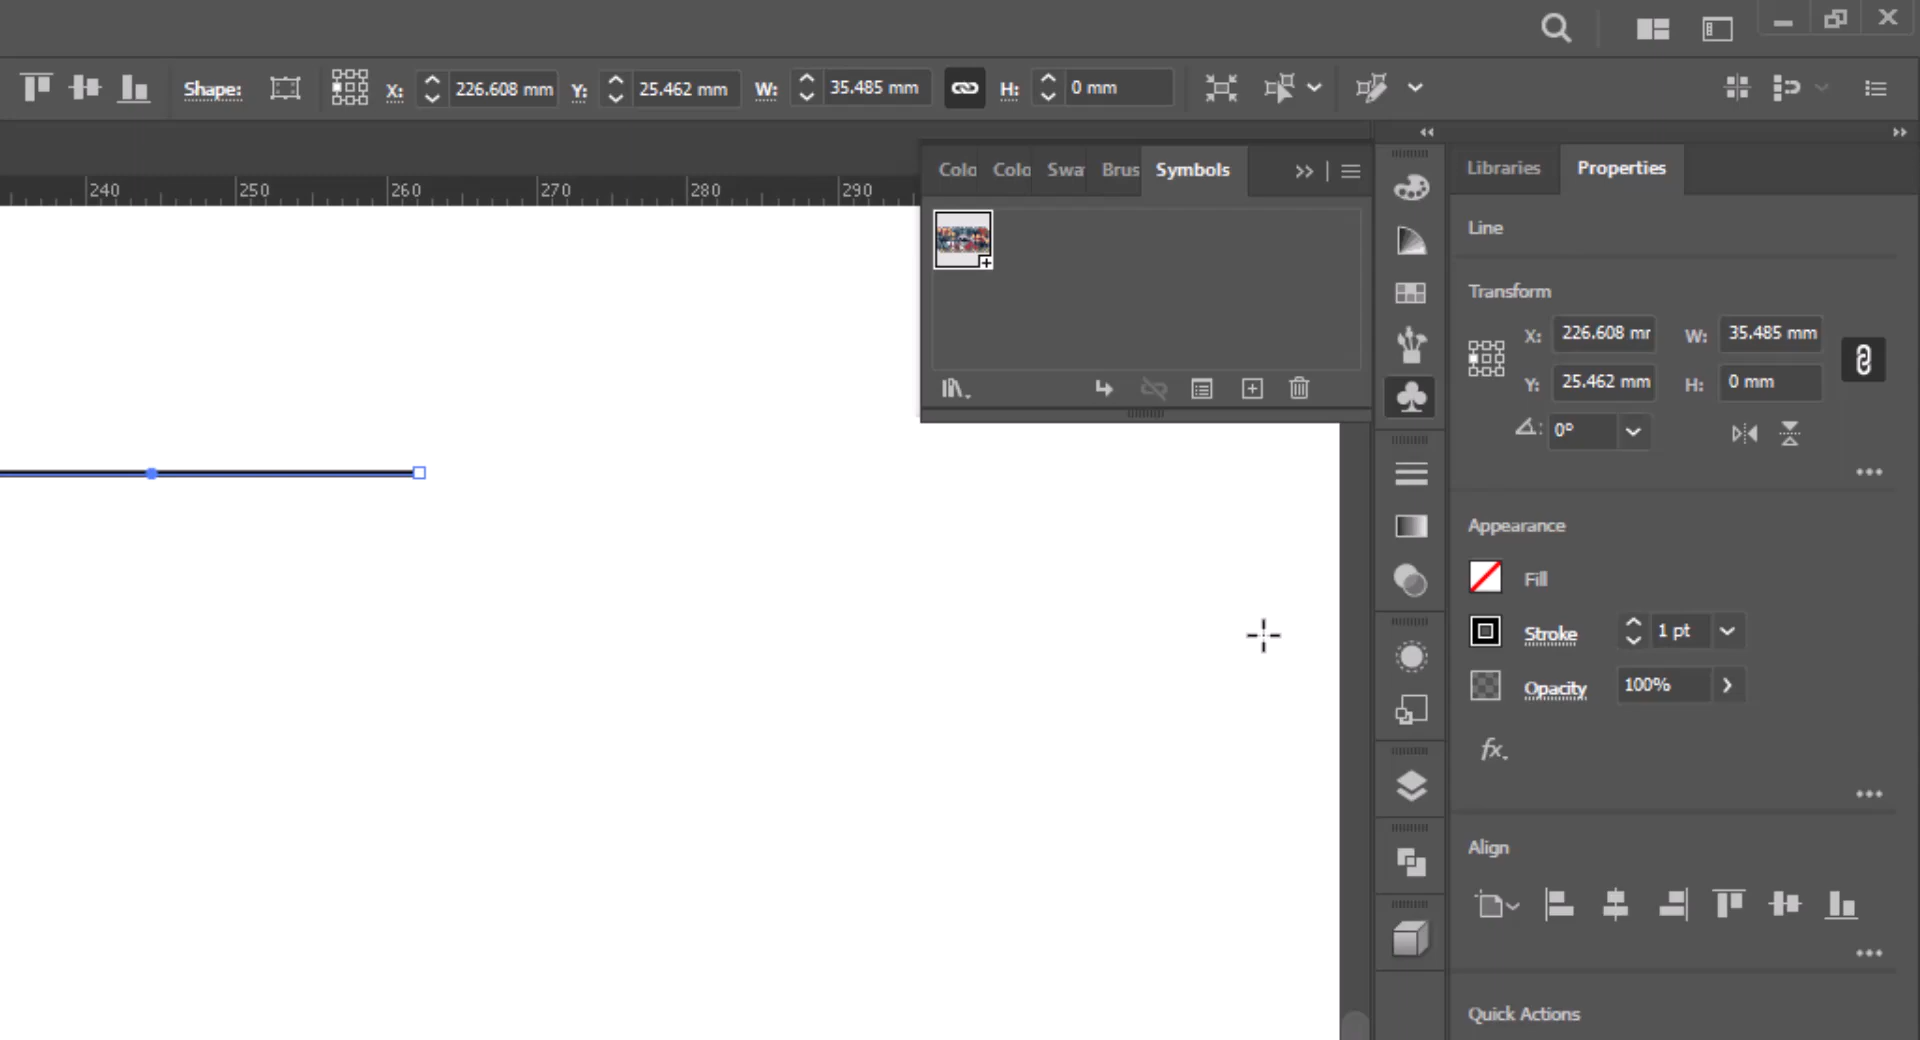 Shape: X: 226.608 mm Y: 25.462 mm W: 35.485 mm H: 0 mm
240 250 260 270 280 290
Colo Colo Swa Brus Symbols
Libraries Properties
Line
Transform
X: 226.608 mr W: 35.485 mm
Y: 25.462 mm H: 0 mm
0°
Appearance
Fill
Stroke 1 pt
Opacity 100%
fx.
Align
Quick Actions